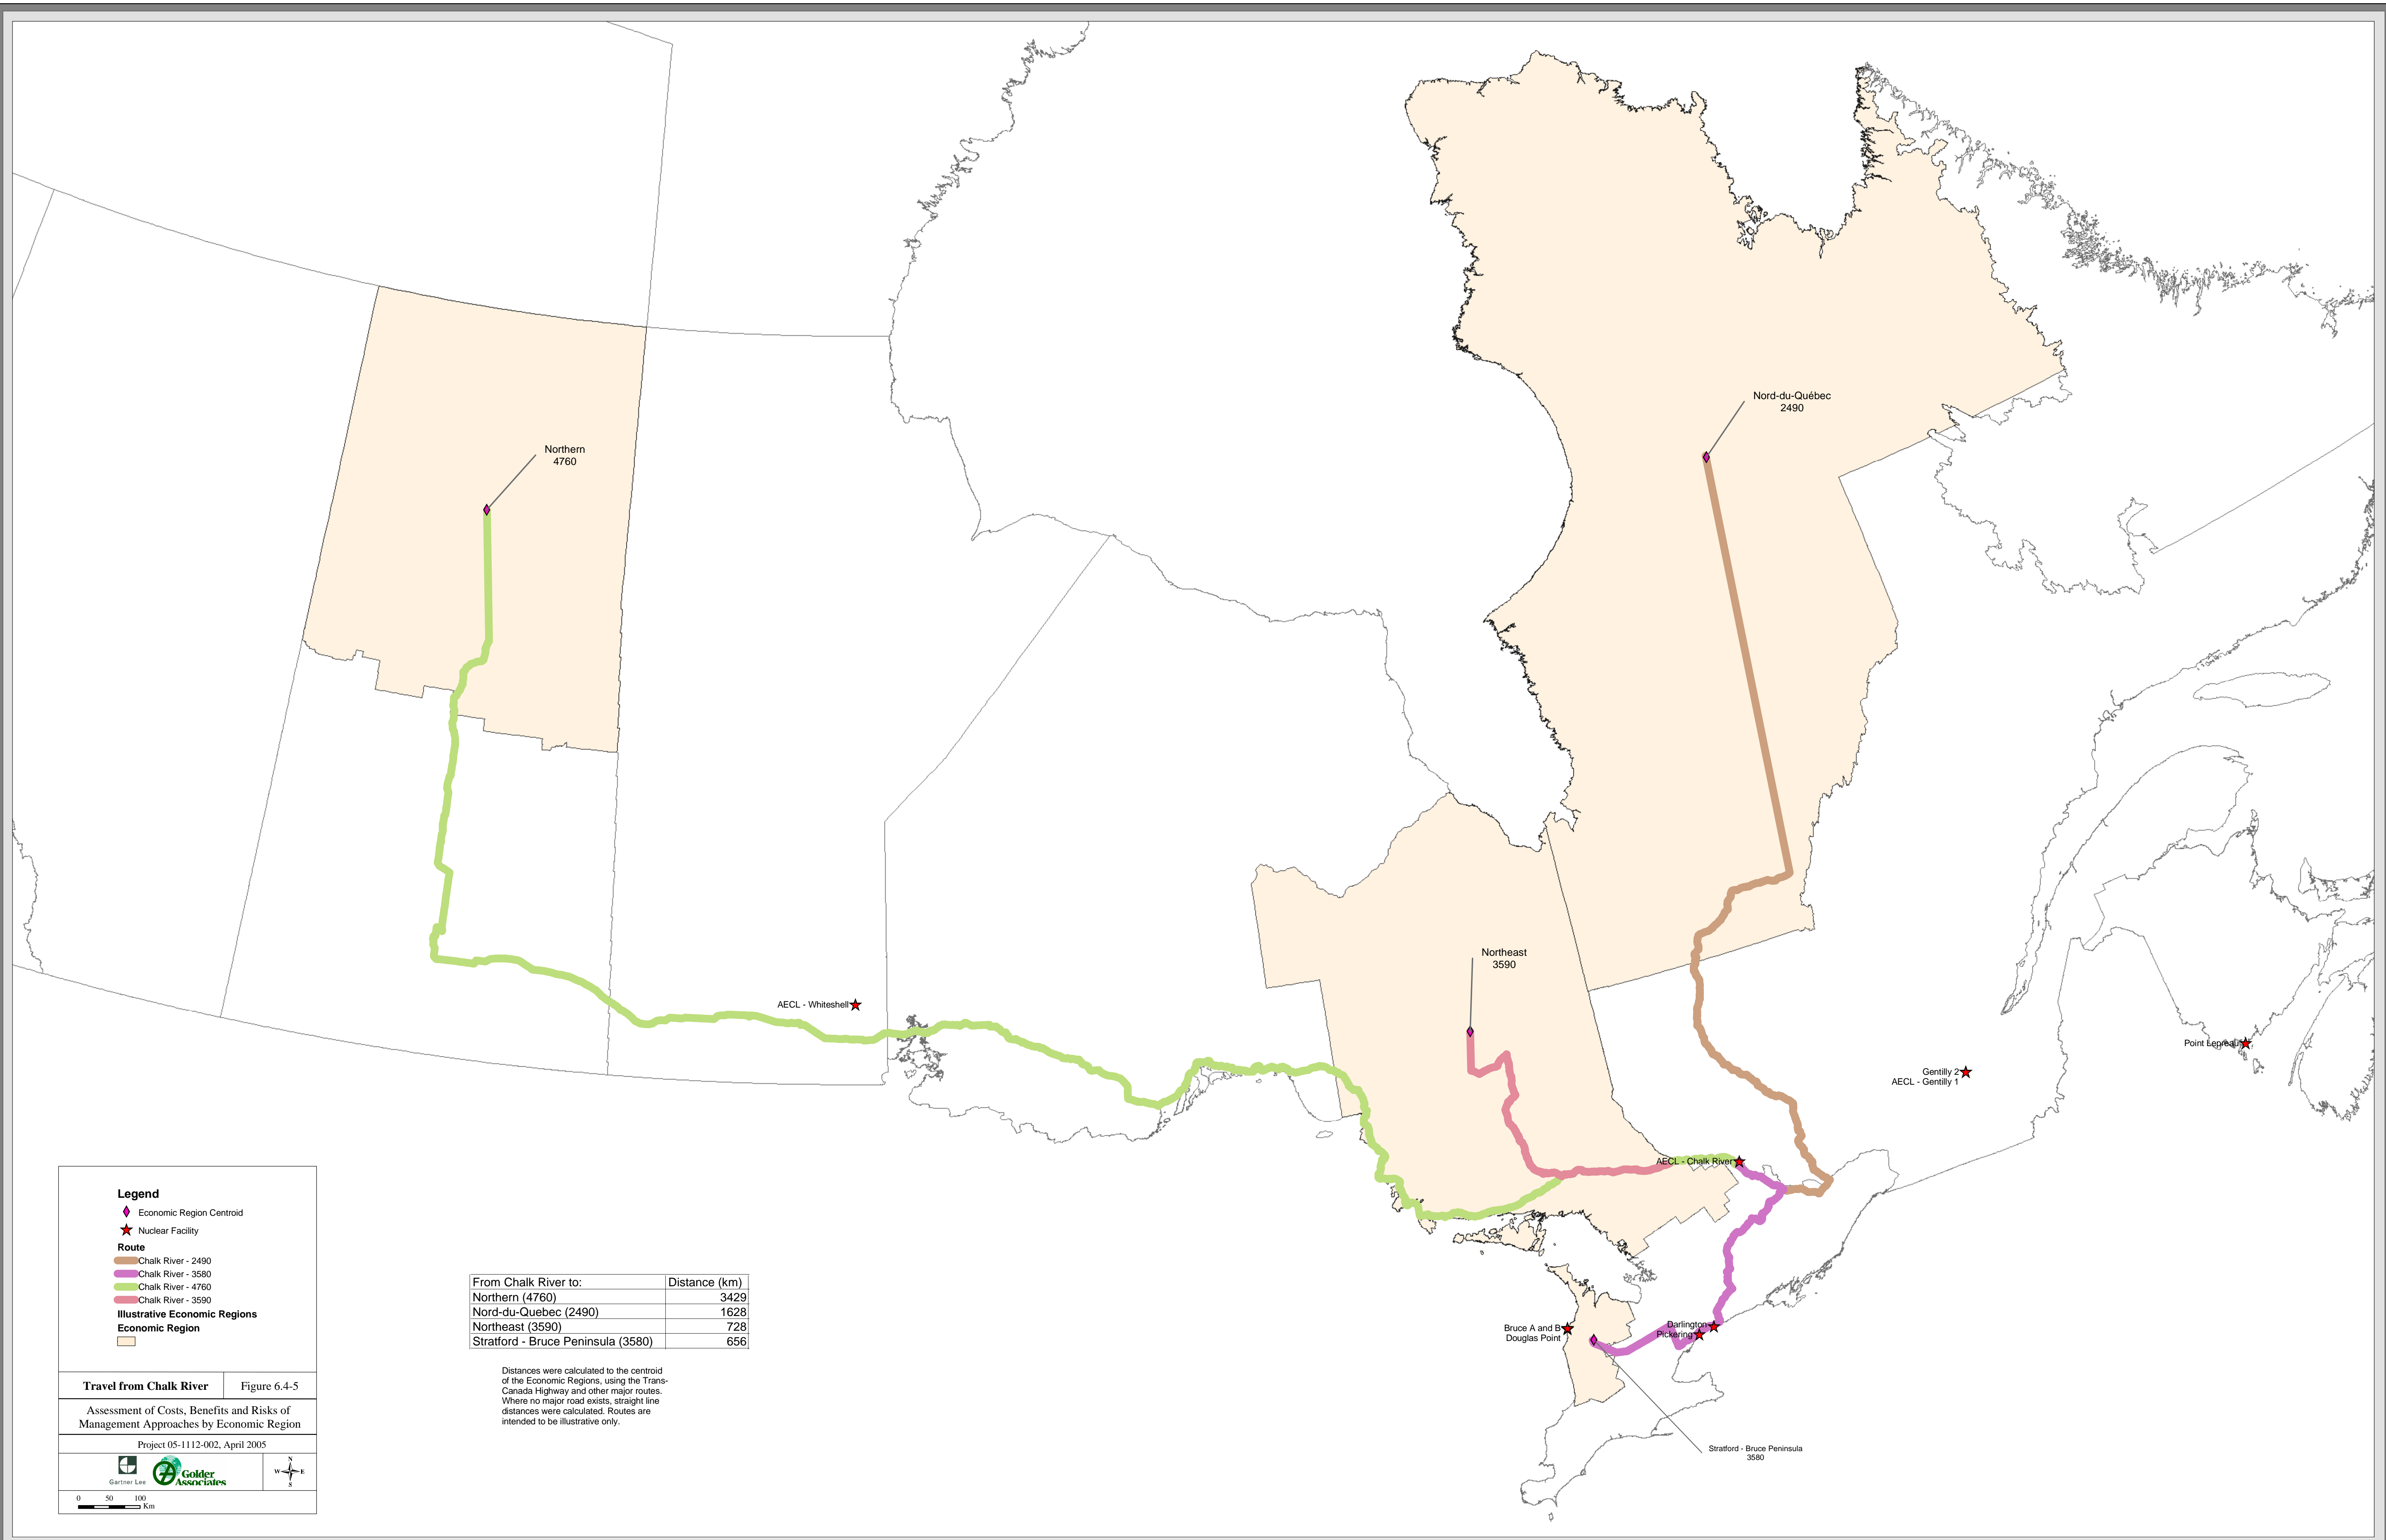 Nord-du-Québec
2490
Northern
4760
Northeast
3590
AECL - Whiteshell
Point Lepreau
Gentilly 2
AECL - Gentilly 1
AECL - Chalk River
Bruce A and B
Douglas Point
Darlington
Pickering
Stratford - Bruce Peninsula
3580
Legend
Economic Region Centroid
Nuclear Facility
Route
Chalk River - 2490
Chalk River - 3580
Chalk River - 4760
Chalk River - 3590
Illustrative Economic Regions
Economic Region
Travel from Chalk River
Figure 6.4-5
Assessment of Costs, Benefits and Risks of
Management Approaches by Economic Region
Project 05-1112-002, April 2005
Gartner Lee
Golder
Associates
N
W E
S
0 50 100
Km
From Chalk River to: Distance (km)
Northern (4760) 3429
Nord-du-Quebec (2490) 1628
Northeast (3590) 728
Stratford - Bruce Peninsula (3580) 656
Distances were calculated to the centroid
of the Economic Regions, using the Trans-
Canada Highway and other major routes.
Where no major road exists, straight line
distances were calculated. Routes are
intended to be illustrative only.